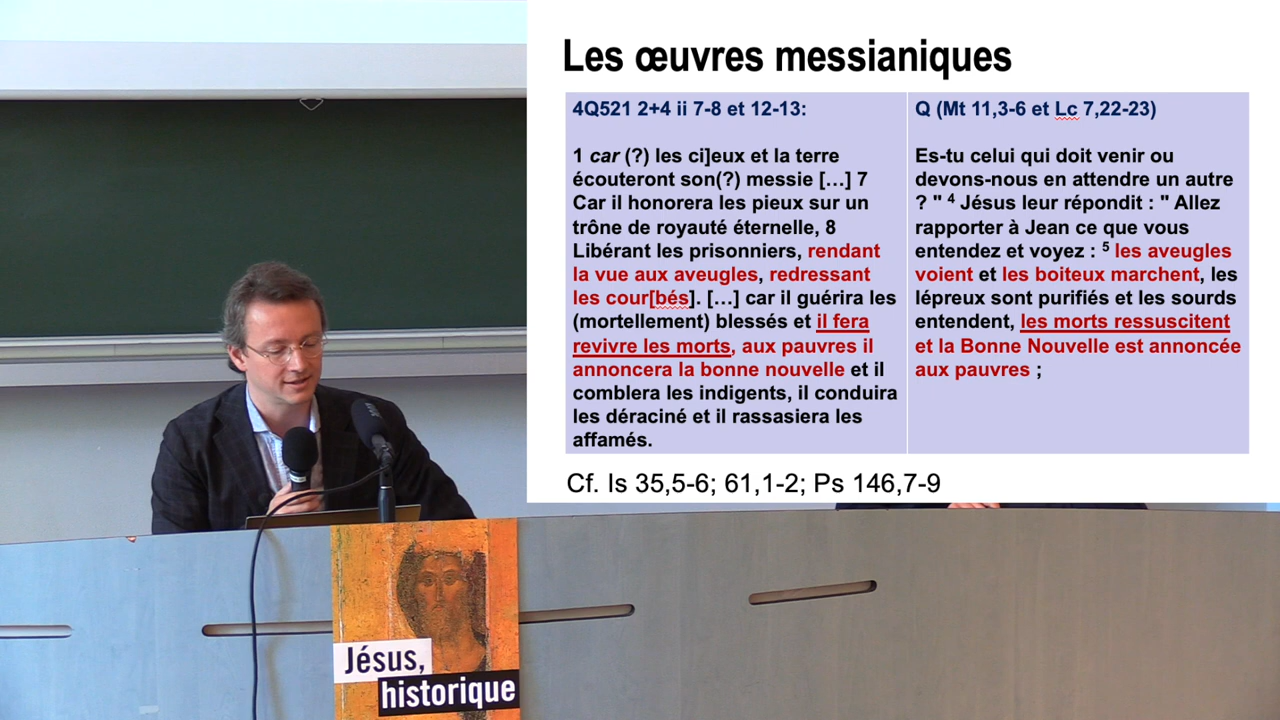 Les œuvres messianiques
4Q521 2+4 ii 7-8 et 12-13:
1 car (?) les ci]eux et la terre
écouteront son(?) messie […] 7
Car il honorera les pieux sur un
trône de royauté éternelle, 8
Libérant les prisonniers, rendant
la vue aux aveugles, redressant
les cour[bés]. […] car il guérira les
(mortellement) blessés et il fera
revivre les morts, aux pauvres il
annoncera la bonne nouvelle et il
comblera les indigents, il conduira
les déraciné et il rassasiera les
affamés.
Q (Mt 11,3-6 et Lc 7,22-23)
Es-tu celui qui doit venir ou
devons-nous en attendre un autre
? " 4 Jésus leur répondit : " Allez
rapporter à Jean ce que vous
entendez et voyez : 5 les aveugles
voient et les boiteux marchent, les
lépreux sont purifiés et les sourds
entendent, les morts ressuscitent
et la Bonne Nouvelle est annoncée
aux pauvres ;
Cf. Is 35,5-6; 61,1-2; Ps 146,7-9
Jésus,
historique